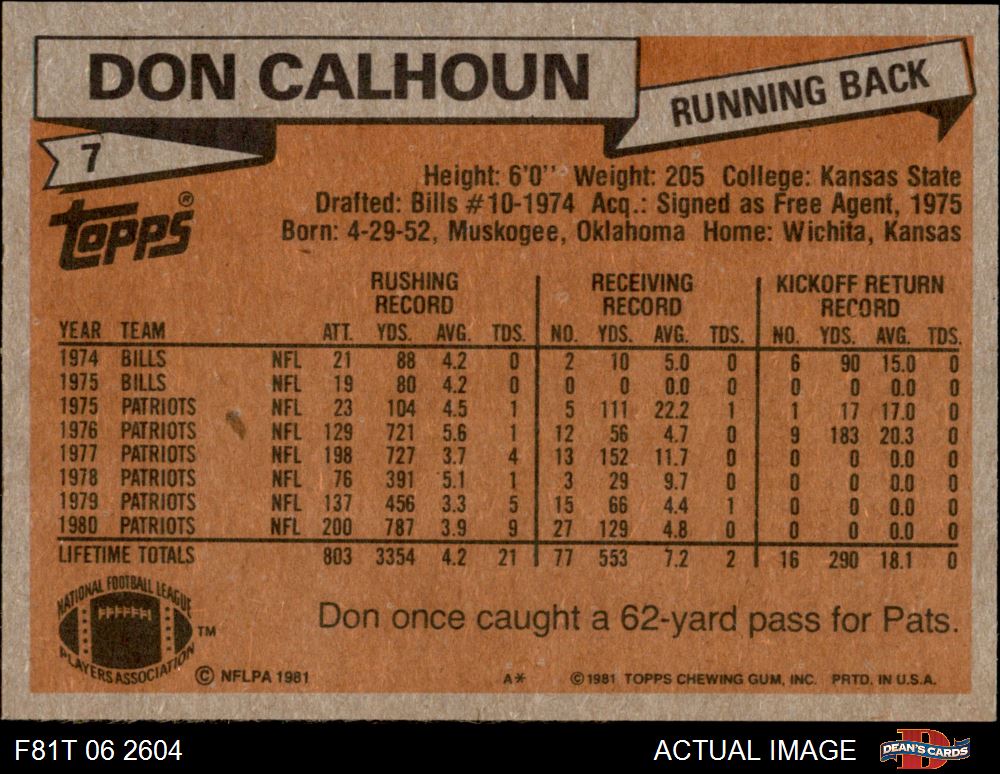 DON CALHOUN
RUNNING BACK
7
Topps®
Height: 6'0'' Weight: 205 College: Kansas State
Drafted: Bills #10-1974 Acq.: Signed as Free Agent, 1975
Born: 4-29-52, Muskogee, Oklahoma Home: Wichita, Kansas
RUSHING RECORD RECEIVING RECORD KICKOFF RETURN RECORD
YEAR TEAM ATT. YDS. AVG. TDS. NO. YDS. AVG. TDS. NO. YDS. AVG. TDS.
1974 BILLS NFL 21 88 4.2 0 2 10 5.0 0 6 90 15.0 0
1975 BILLS NFL 19 80 4.2 0 0 0 0.0 0 0 0 0.0 0
1975 PATRIOTS NFL 23 104 4.5 1 5 111 22.2 1 1 17 17.0 0
1976 PATRIOTS NFL 129 721 5.6 1 12 56 4.7 0 9 183 20.3 0
1977 PATRIOTS NFL 198 727 3.7 4 13 152 11.7 0 0 0 0.0 0
1978 PATRIOTS NFL 76 391 5.1 1 3 29 9.7 0 0 0 0.0 0
1979 PATRIOTS NFL 137 456 3.3 5 15 66 4.4 1 0 0 0.0 0
1980 PATRIOTS NFL 200 787 3.9 9 27 129 4.8 0 0 0 0.0 0
LIFETIME TOTALS 803 3354 4.2 21 77 553 7.2 2 16 290 18.1 0
NATIONAL FOOTBALL LEAGUE
PLAYERS ASSOCIATION
TM
Don once caught a 62-yard pass for Pats.
© NFLPA 1981 A* © 1981 TOPPS CHEWING GUM, INC. PRTD. IN U.S.A.
F81T 06 2604 ACTUAL IMAGE DEAN'S CARDS